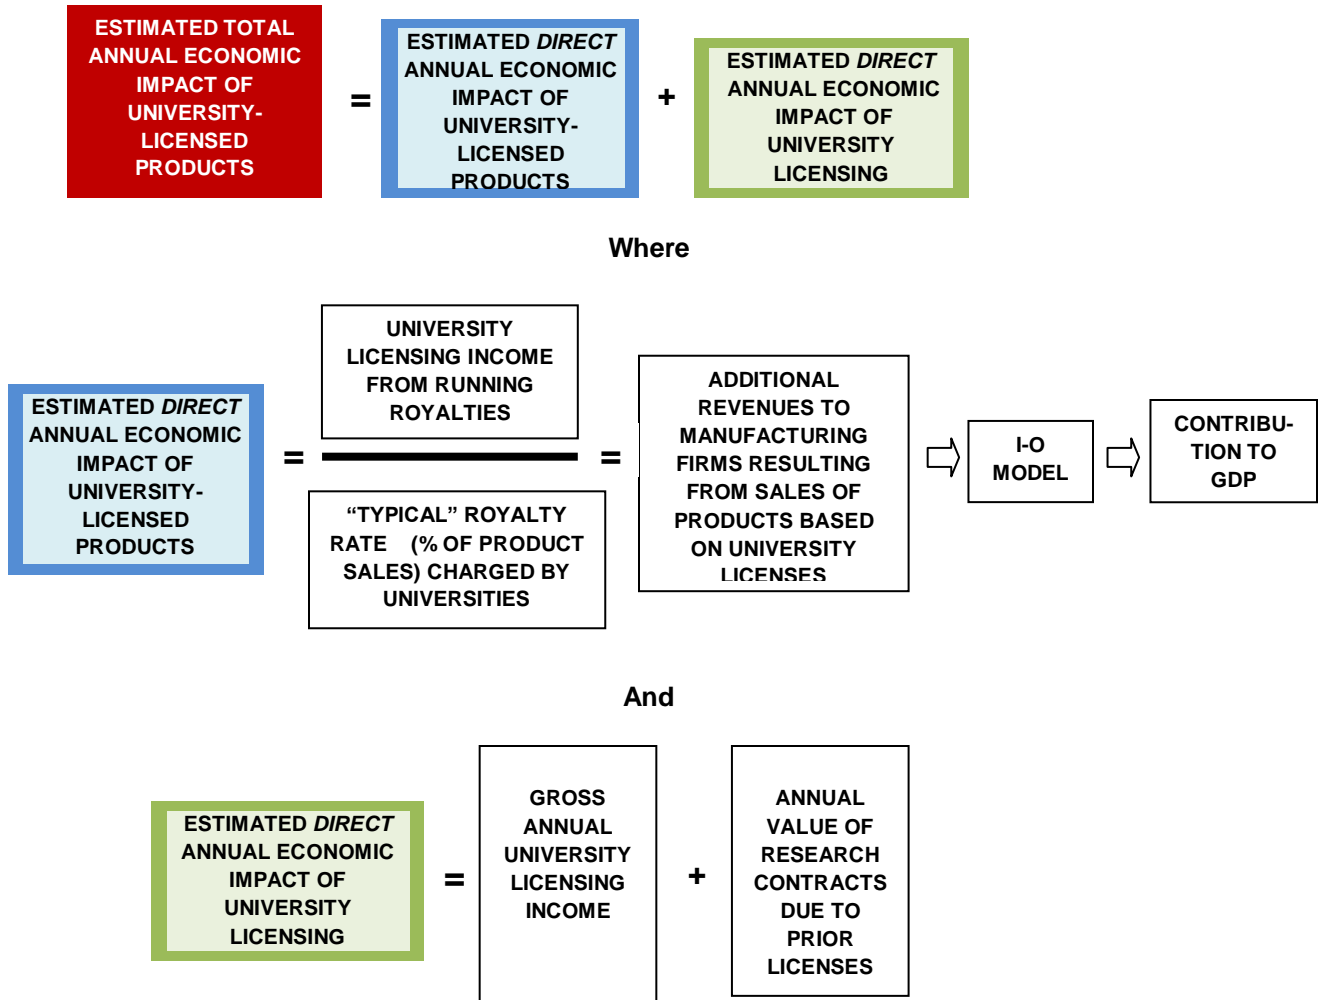 ESTIMATED TOTAL
ANNUAL ECONOMIC
IMPACT OF
UNIVERSITY-
LICENSED
PRODUCTS
=
ESTIMATED DIRECT
ANNUAL ECONOMIC
IMPACT OF
UNIVERSITY-
LICENSED
PRODUCTS
+
ESTIMATED DIRECT
ANNUAL ECONOMIC
IMPACT OF
UNIVERSITY
LICENSING
Where
ESTIMATED DIRECT
ANNUAL ECONOMIC
IMPACT OF
UNIVERSITY-
LICENSED
PRODUCTS
=
UNIVERSITY
LICENSING INCOME
FROM RUNNING
ROYALTIES
“TYPICAL” ROYALTY
RATE (% OF PRODUCT
SALES) CHARGED BY
UNIVERSITIES
=
ADDITIONAL
REVENUES TO
MANUFACTURING
FIRMS RESULTING
FROM SALES OF
PRODUCTS BASED
ON UNIVERSITY
LICENSES
I-O
MODEL
CONTRIBU-
TION TO
GDP
And
ESTIMATED DIRECT
ANNUAL ECONOMIC
IMPACT OF
UNIVERSITY
LICENSING
=
GROSS
ANNUAL
UNIVERSITY
LICENSING
INCOME
+
ANNUAL
VALUE OF
RESEARCH
CONTRACTS
DUE TO
PRIOR
LICENSES